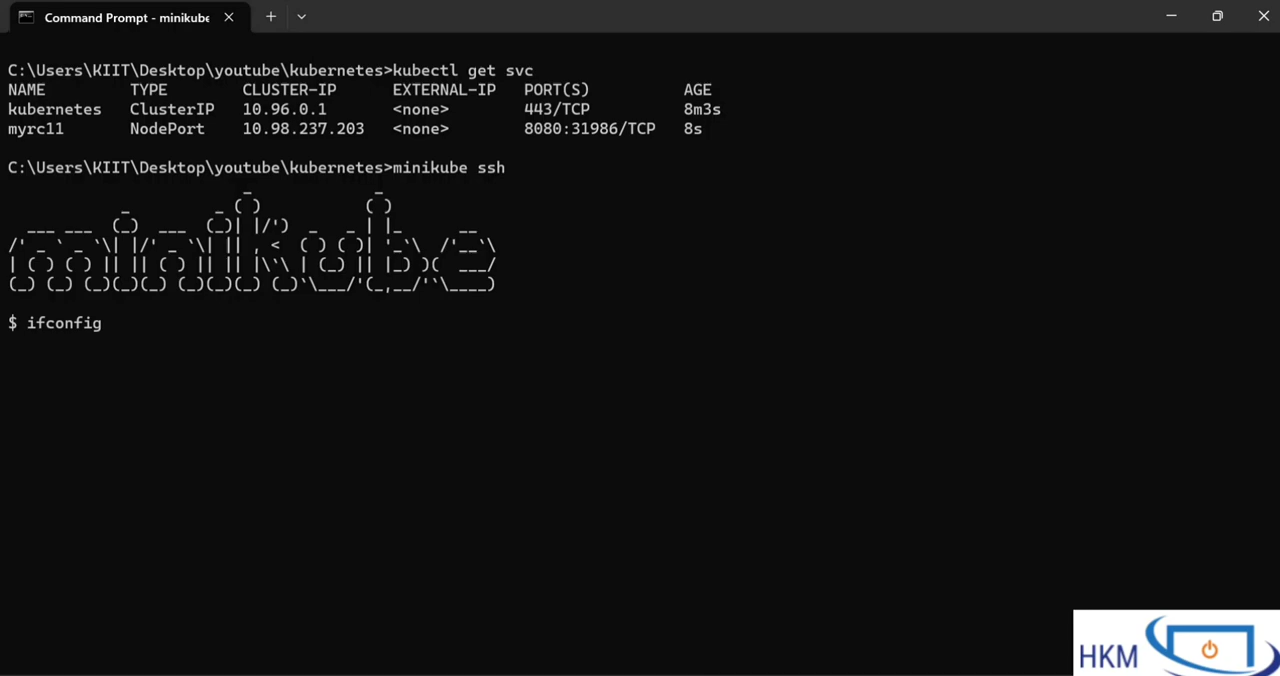 Command Prompt - minikube
C:\Users\KIIT\Desktop\youtube\kubernetes>kubectl get svc
NAME TYPE CLUSTER-IP EXTERNAL-IP PORT(S) AGE
kubernetes ClusterIP 10.96.0.1 <none> 443/TCP 8m3s
myrc11 NodePort 10.98.237.203 <none> 8080:31986/TCP 8s
C:\Users\KIIT\Desktop\youtube\kubernetes>minikube ssh
minikube
$ ifconfig
HKM